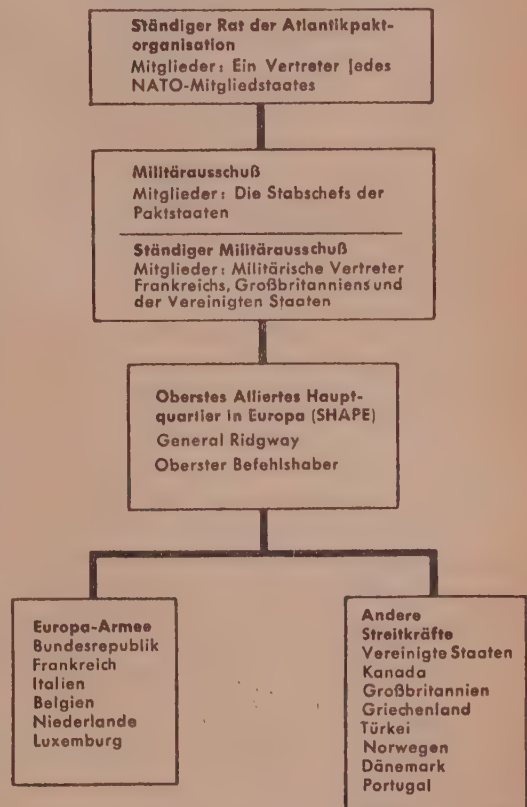 Ständiger Rat der Atlantikpakt-
organisation
Mitglieder: Ein Vertreter jedes
NATO-Mitgliedstaates
Militärausschuß
Mitglieder: Die Stabschefs der
Paktstaaten
Ständiger Militärausschuß
Mitglieder: Militärische Vertreter
Frankreichs, Großbritanniens und
der Vereinigten Staaten
Oberstes Alliiertes Haupt-
quartier in Europa (SHAPE)
General Ridgway
Oberster Befehlshaber
Europa-Armee
Bundesrepublik
Frankreich
Italien
Belgien
Niederlande
Luxemburg
Andere
Streitkräfte
Vereinigte Staaten
Kanada
Großbritannien
Griechenland
Türkei
Norwegen
Dänemark
Portugal